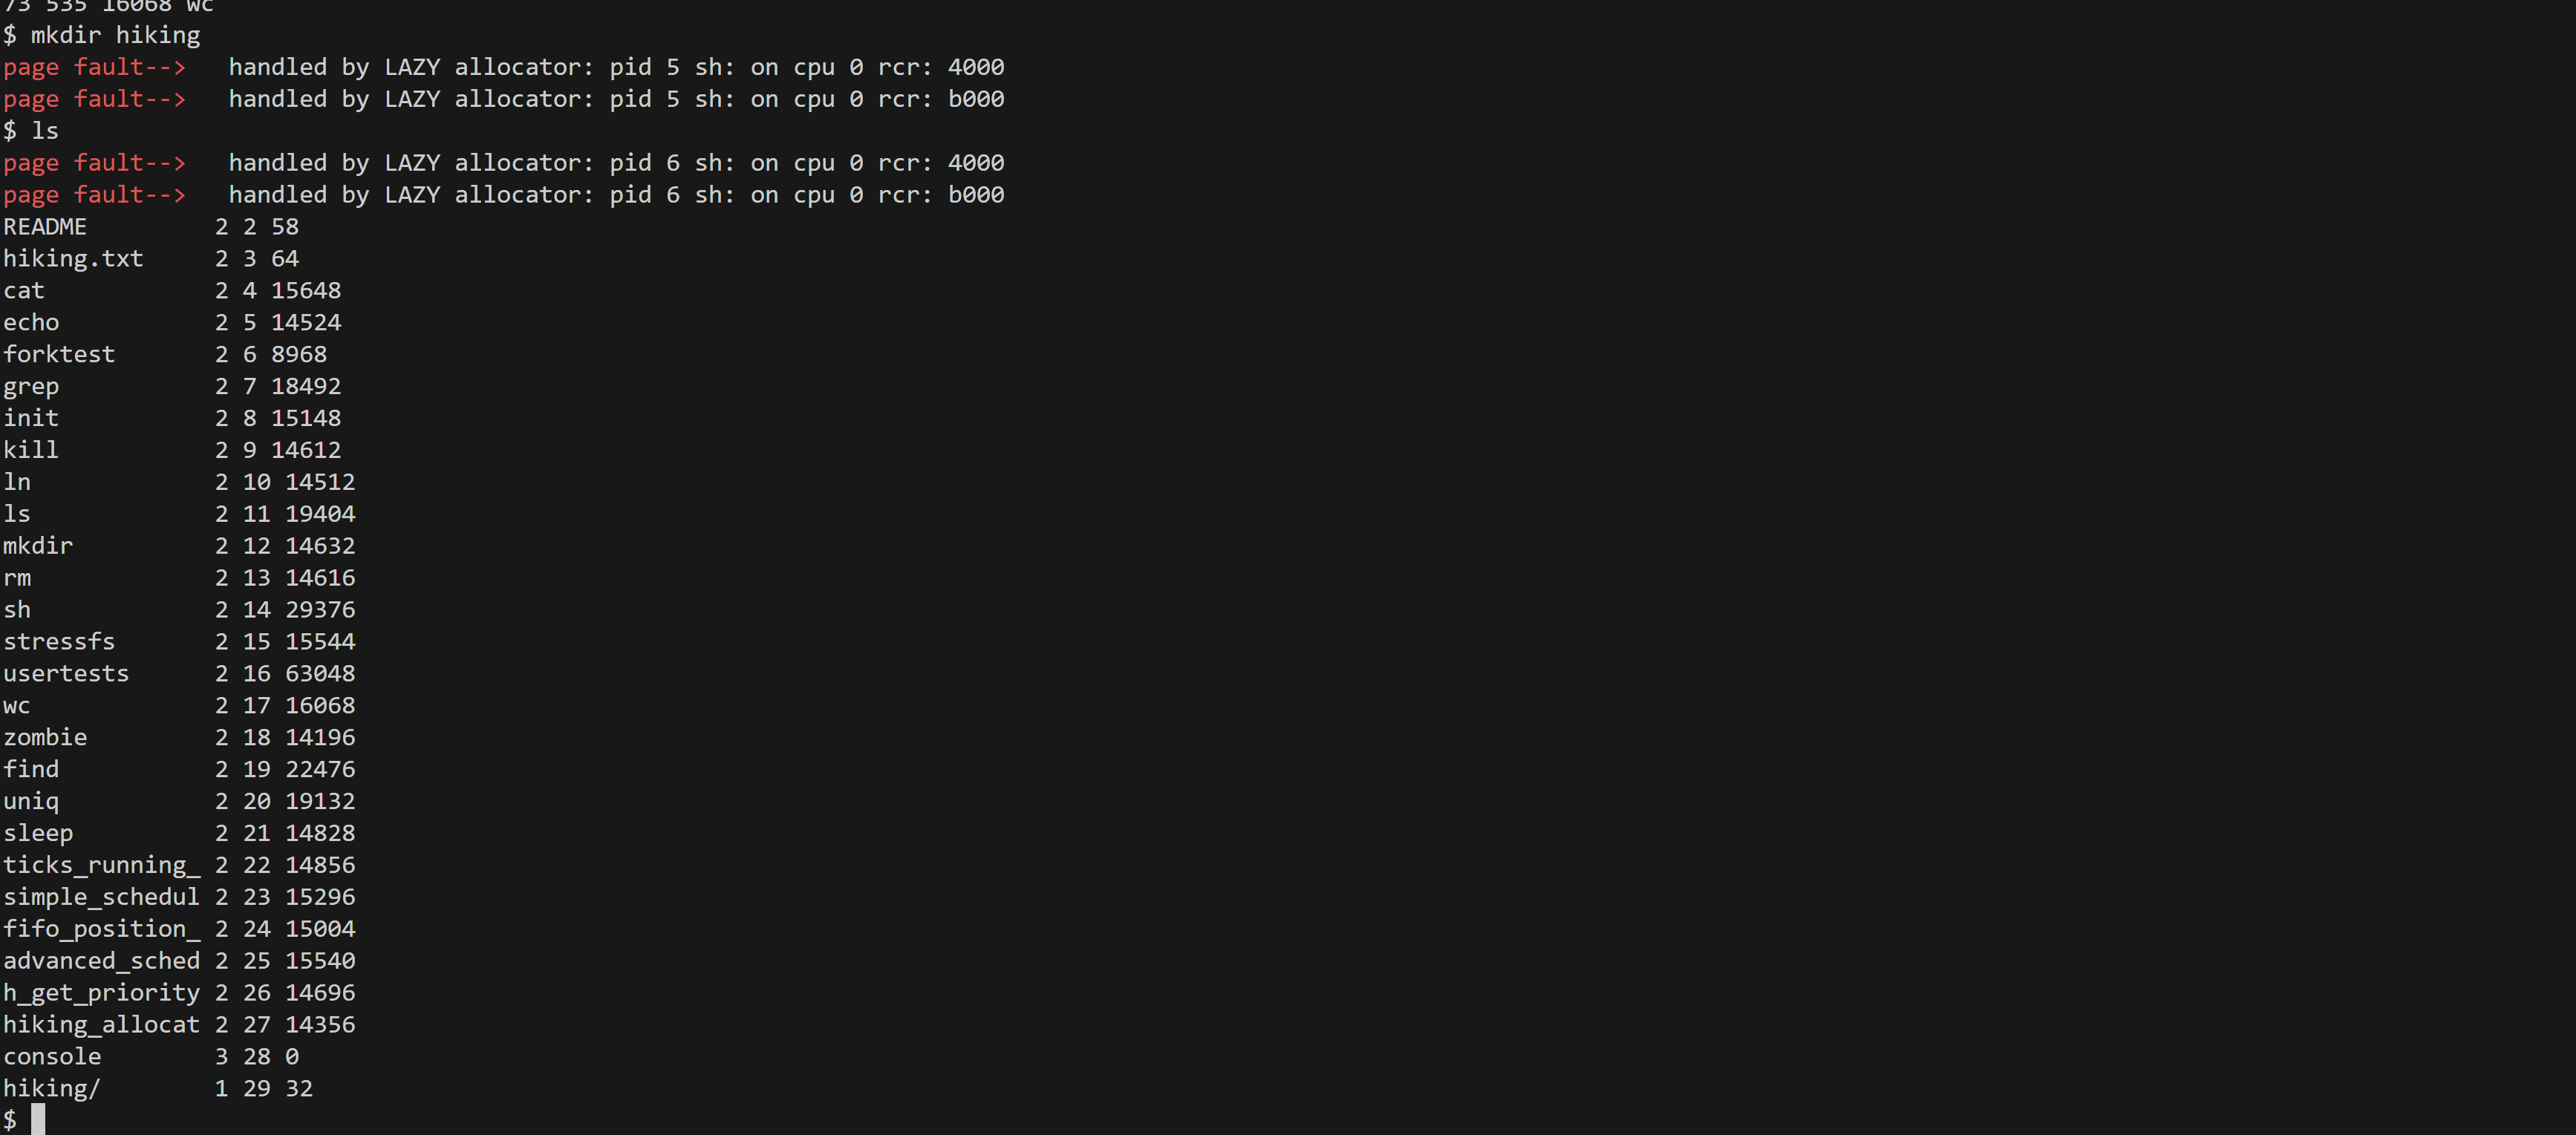 73 535 16068 wc
$ mkdir hiking
page fault-->   handled by LAZY allocator: pid 5 sh: on cpu 0 rcr: 4000
page fault-->   handled by LAZY allocator: pid 5 sh: on cpu 0 rcr: b000
$ ls
page fault-->   handled by LAZY allocator: pid 6 sh: on cpu 0 rcr: 4000
page fault-->   handled by LAZY allocator: pid 6 sh: on cpu 0 rcr: b000
README         2 2 58
hiking.txt     2 3 64
cat            2 4 15648
echo           2 5 14524
forktest       2 6 8968
grep           2 7 18492
init           2 8 15148
kill           2 9 14612
ln             2 10 14512
ls             2 11 19404
mkdir          2 12 14632
rm             2 13 14616
sh             2 14 29376
stressfs       2 15 15544
usertests      2 16 63048
wc             2 17 16068
zombie         2 18 14196
find           2 19 22476
uniq           2 20 19132
sleep          2 21 14828
ticks_running_ 2 22 14856
simple_schedul 2 23 15296
fifo_position_ 2 24 15004
advanced_sched 2 25 15540
h_get_priority 2 26 14696
hiking_allocat 2 27 14356
console        3 28 0
hiking/        1 29 32
$